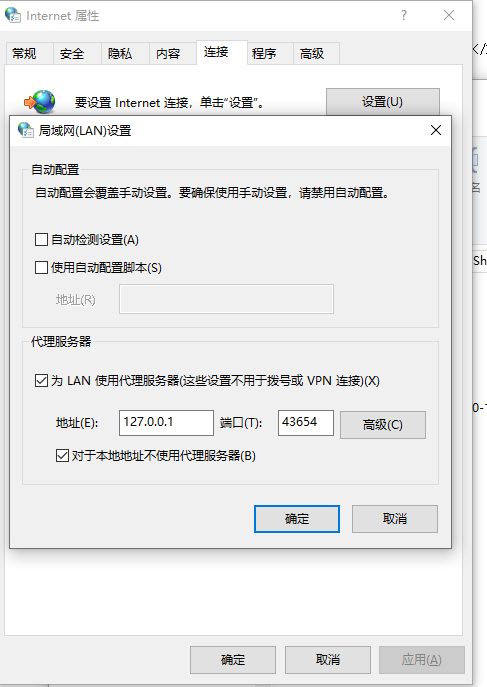 Internet 属性
常规 安全 隐私 内容 连接 程序 高级
要设置 Internet 连接，单击“设置”。
设置(U)
局域网(LAN)设置
自动配置
自动配置会覆盖手动设置。要确保使用手动设置，请禁用自动配置。
自动检测设置(A)
使用自动配置脚本(S)
地址(R)
代理服务器
为 LAN 使用代理服务器(这些设置不用于拨号或 VPN 连接)(X)
地址(E): 127.0.0.1 端口(T): 43654 高级(C)
对于本地地址不使用代理服务器(B)
确定 取消
确定 取消 应用(A)